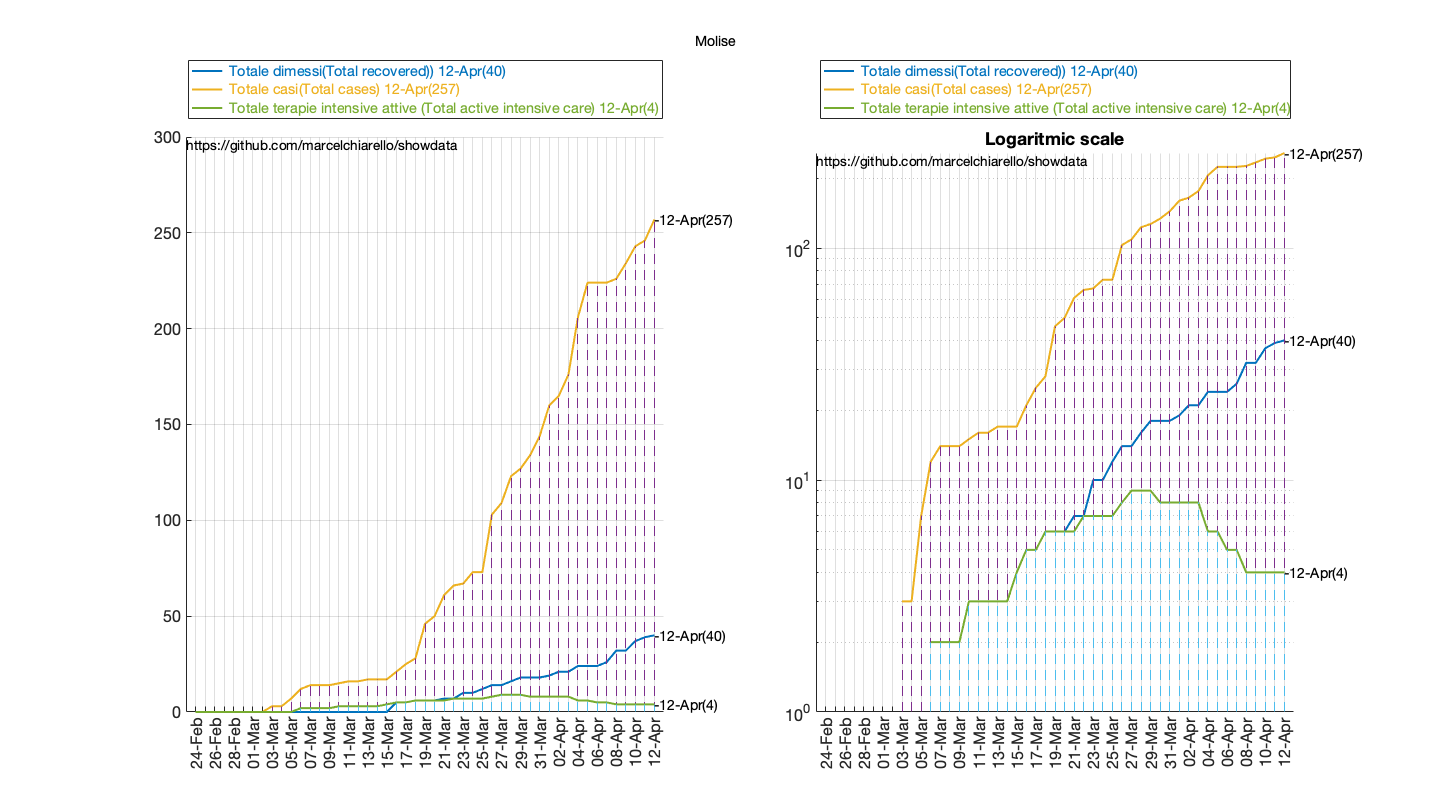 Molise
Totale dimessi(Total recovered)) 12-Apr(40)
Totale casi(Total cases) 12-Apr(257)
Totale terapie intensive attive (Total active intensive care) 12-Apr(4)
https://github.com/marcelchiarello/showdata
300
250
200
150
100
50
0
12-Apr(257)
12-Apr(40)
12-Apr(4)
24-Feb
26-Feb
28-Feb
01-Mar
03-Mar
05-Mar
07-Mar
09-Mar
11-Mar
13-Mar
15-Mar
17-Mar
19-Mar
21-Mar
23-Mar
25-Mar
27-Mar
29-Mar
31-Mar
02-Apr
04-Apr
06-Apr
08-Apr
10-Apr
12-Apr
Totale dimessi(Total recovered)) 12-Apr(40)
Totale casi(Total cases) 12-Apr(257)
Totale terapie intensive attive (Total active intensive care) 12-Apr(4)
Logaritmic scale
https://github.com/marcelchiarello/showdata
10²
10¹
10⁰
12-Apr(257)
12-Apr(40)
12-Apr(4)
24-Feb
26-Feb
28-Feb
01-Mar
03-Mar
05-Mar
07-Mar
09-Mar
11-Mar
13-Mar
15-Mar
17-Mar
19-Mar
21-Mar
23-Mar
25-Mar
27-Mar
29-Mar
31-Mar
02-Apr
04-Apr
06-Apr
08-Apr
10-Apr
12-Apr